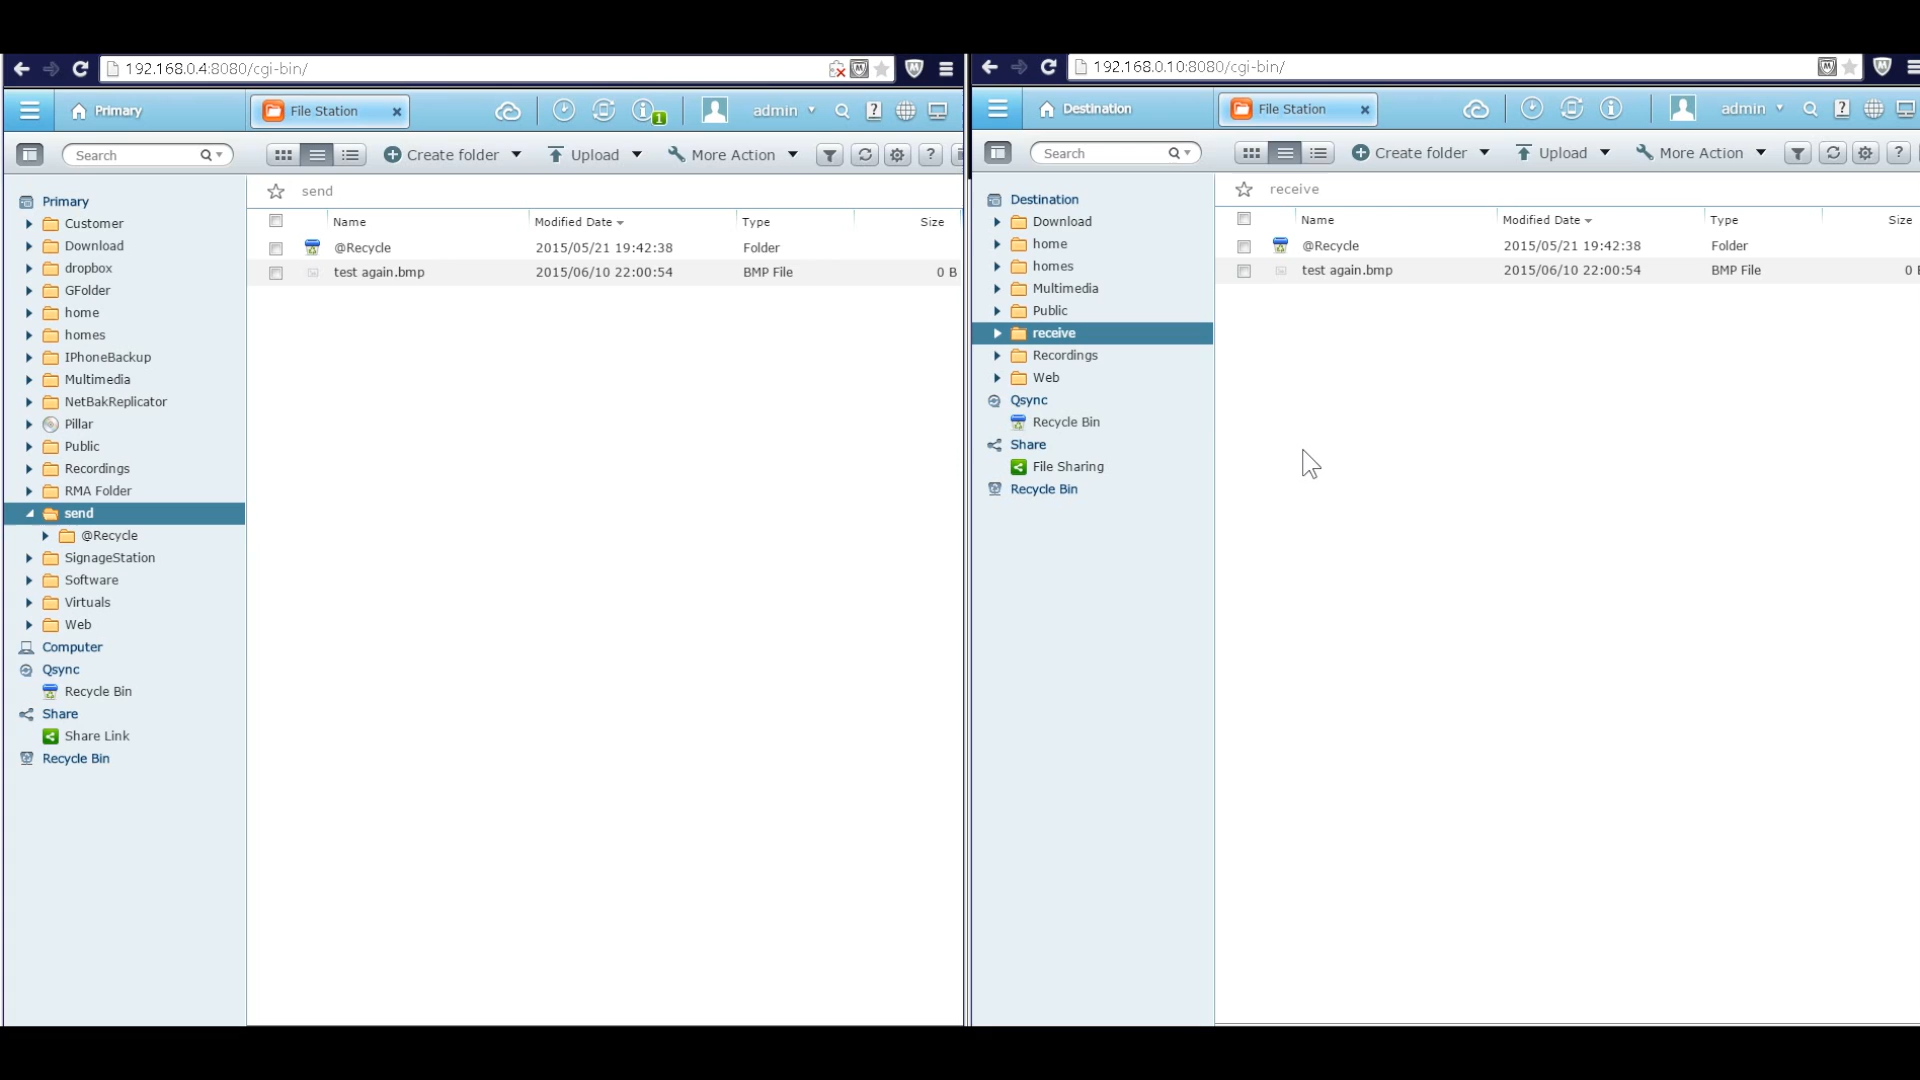 192.168.0.4:8080/cgi-bin/
Primary
File Station
1
admin
Search
Create folder
Upload
More Action
Primary
Customer
Download
dropbox
GFolder
home
homes
IPhoneBackup
Multimedia
NetBakReplicator
Pillar
Public
Recordings
RMA Folder
send
@Recycle
SignageStation
Software
Virtuals
Web
Computer
Qsync
Recycle Bin
Share
Share Link
Recycle Bin
send
Name Modified Date Type Size
@Recycle 2015/05/21 19:42:38 Folder
test again.bmp 2015/06/10 22:00:54 BMP File 0 B
192.168.0.10:8080/cgi-bin/
Destination
File Station
admin
Search
Create folder
Upload
More Action
Destination
Download
home
homes
Multimedia
Public
receive
Recordings
Web
Qsync
Recycle Bin
Share
File Sharing
Recycle Bin
receive
Name Modified Date Type Size
@Recycle 2015/05/21 19:42:38 Folder
test again.bmp 2015/06/10 22:00:54 BMP File 0